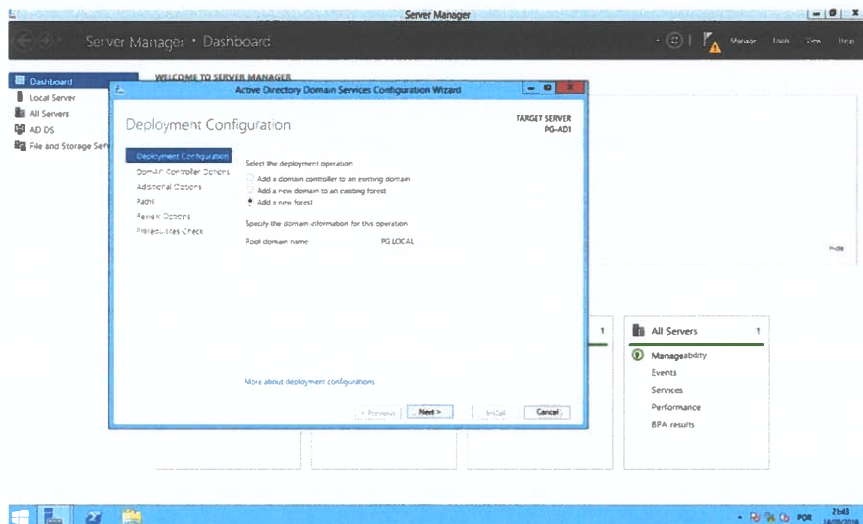 Server Manager
Server Manager • Dashboard
Manage Tools View Help
Dashboard
Local Server
All Servers
AD DS
File and Storage
WELCOME TO SERVER MANAGER
Active Directory Domain Services Configuration Wizard
Deployment Configuration
TARGET SERVER
PG-AD1
Deployment Configuration
Domain Controller Options
Additional Options
Paths
Review Options
Prerequisites Check
Select the deployment operation
Add a domain controller to an existing domain
Add a new domain to an existing forest
Add a new forest
Specify the domain information for this operation
Root domain name
PG.LOCAL
More about deployment configurations
< Previous
Next >
Install
Cancel
Hide
1
All Servers 1
Manageability
Events
Services
Performance
BPA results
POR
21:43